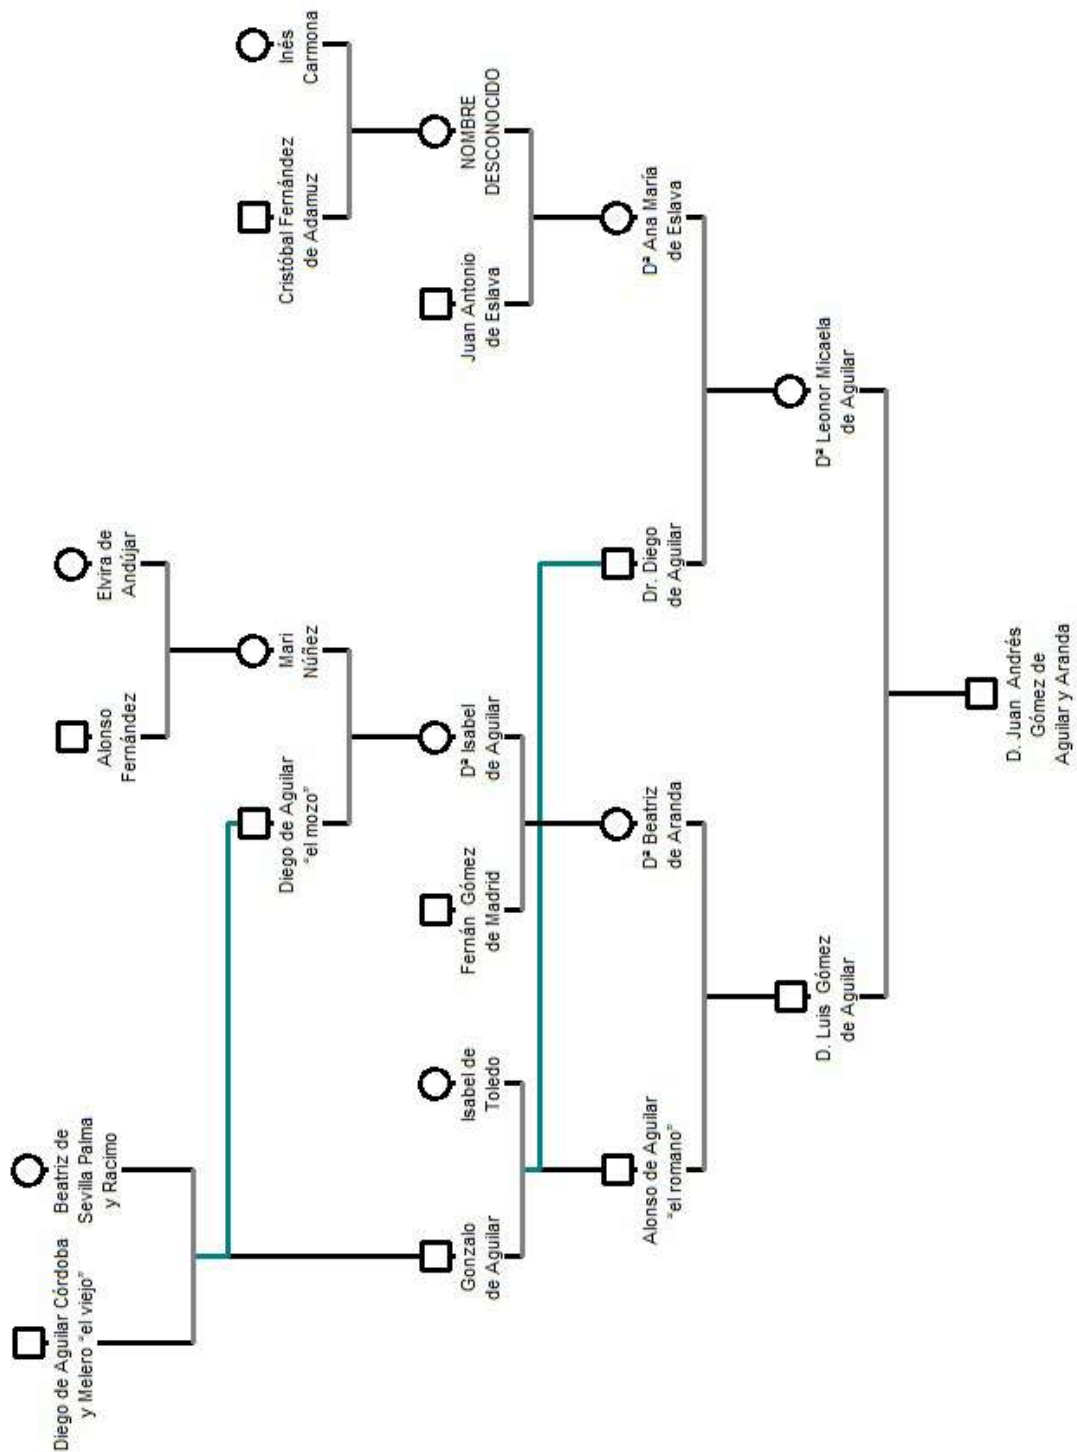 Diego de Aguilar Córdoba
y Melero "el viejo"
Beatriz de
Sevilla Palma
y Racimo
Alonso
Fernández
Elvira de
Andújar
Diego de Aguilar
"el mozo"
Mari
Núñez
Cristóbal Fernández
de Adamuz
Inés
Carmona
Gonzalo
de Aguilar
Isabel de
Toledo
Fernán Gómez
de Madrid
Dª Isabel
de Aguilar
Juan Antonio
de Eslava
NOMBRE
DESCONOCIDO
Alonso de Aguilar
"el romano"
Dª Beatriz
de Aranda
Dr. Diego
de Aguilar
Dª Ana María
de Eslava
D. Luis Gómez
de Aguilar
Dª Leonor Micaela
de Aguilar
D. Juan Andrés
Gómez de
Aguilar y Aranda